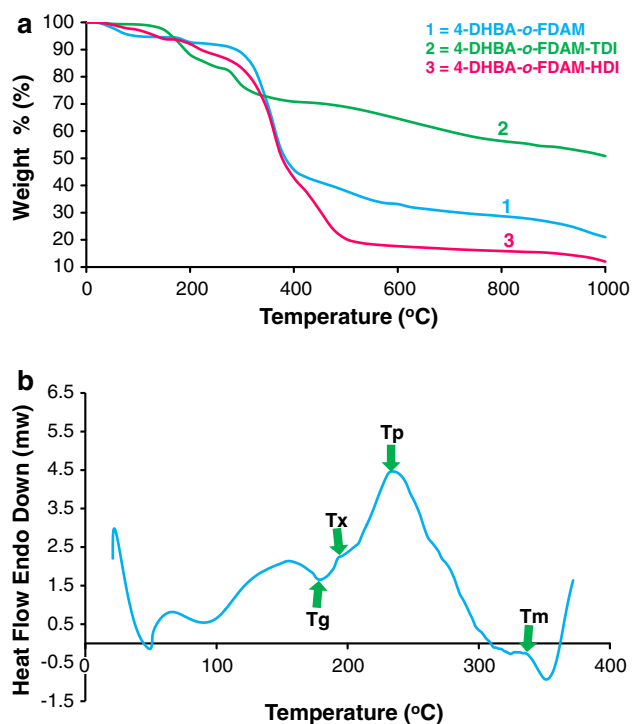 a
1 = 4-DHBA-o-FDAM
2 = 4-DHBA-o-FDAM-TDI
3 = 4-DHBA-o-FDAM-HDI
Weight % (%)
100
90
80
70
60
50
40
30
20
10
2
1
3
0
200
400
600
800
1000
Temperature (oC)
b
Heat Flow Endo Down (mw)
6.5
5.5
4.5
3.5
2.5
1.5
0.5
-0.5
-1.5
Tp
Tx
Tg
Tm
0
100
200
300
400
Temperature (oC)